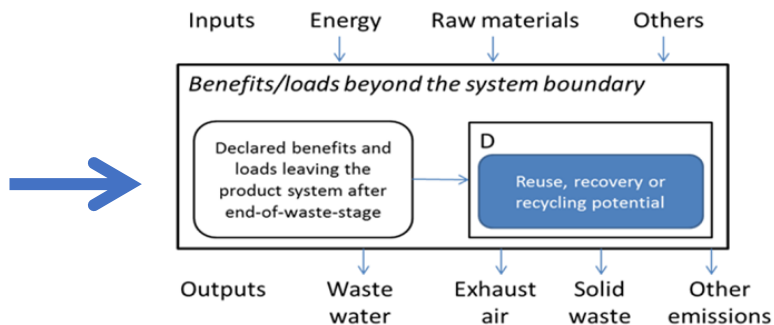 Inputs Energy Raw materials Others
Benefits/loads beyond the system boundary
Declared benefits and
loads leaving the
product system after
end-of-waste-stage
D
Reuse, recovery or
recycling potential
Outputs Waste Exhaust Solid Other
water air waste emissions